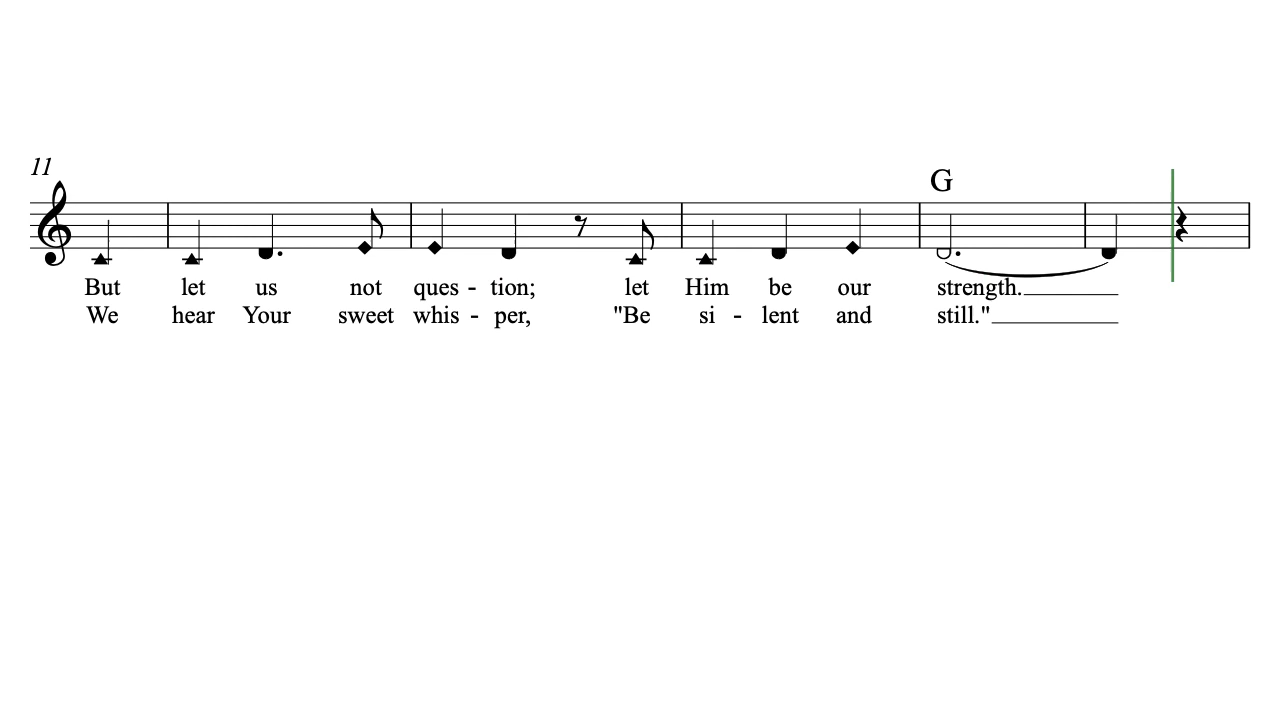 11
G
But let us not ques - tion; let Him be our strength.
We hear Your sweet whis - per, "Be si - lent and still."